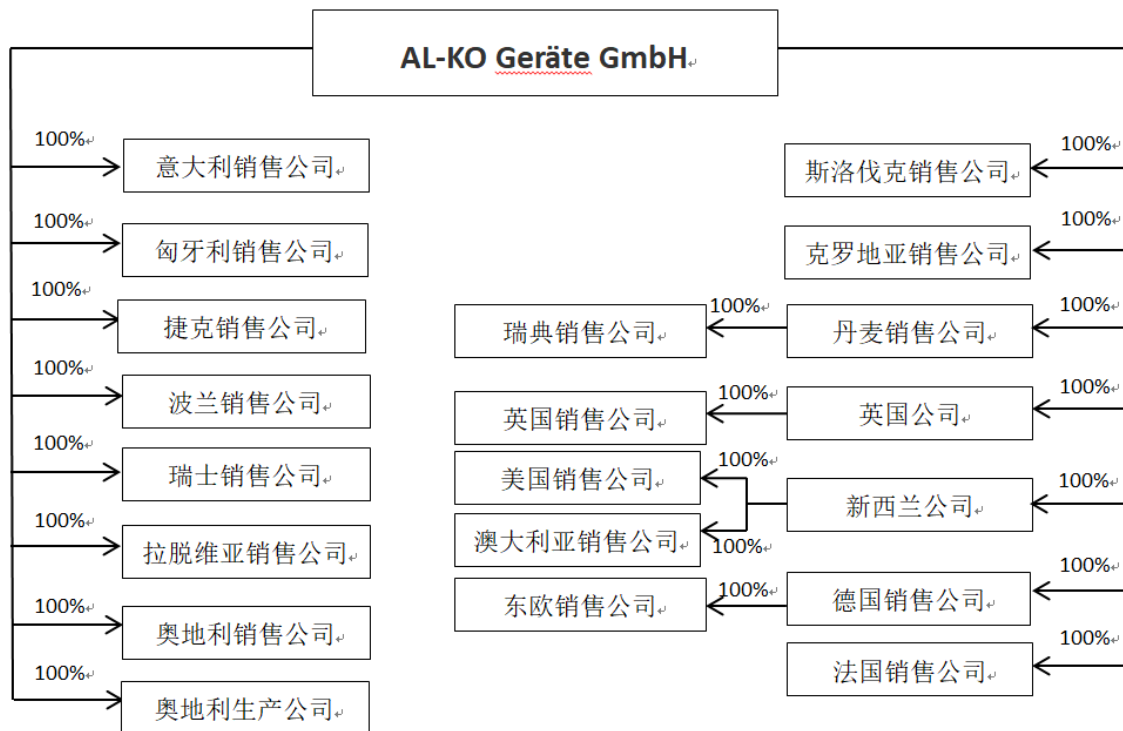 AL-KO Geräte GmbH
100%
意大利销售公司
100%
匈牙利销售公司
100%
捷克销售公司
100%
波兰销售公司
100%
瑞士销售公司
100%
拉脱维亚销售公司
100%
奥地利销售公司
100%
奥地利生产公司
100%
斯洛伐克销售公司
100%
克罗地亚销售公司
100%
丹麦销售公司
100%
瑞典销售公司
100%
英国公司
100%
英国销售公司
100%
新西兰公司
100%
美国销售公司
100%
澳大利亚销售公司
100%
德国销售公司
100%
东欧销售公司
100%
法国销售公司